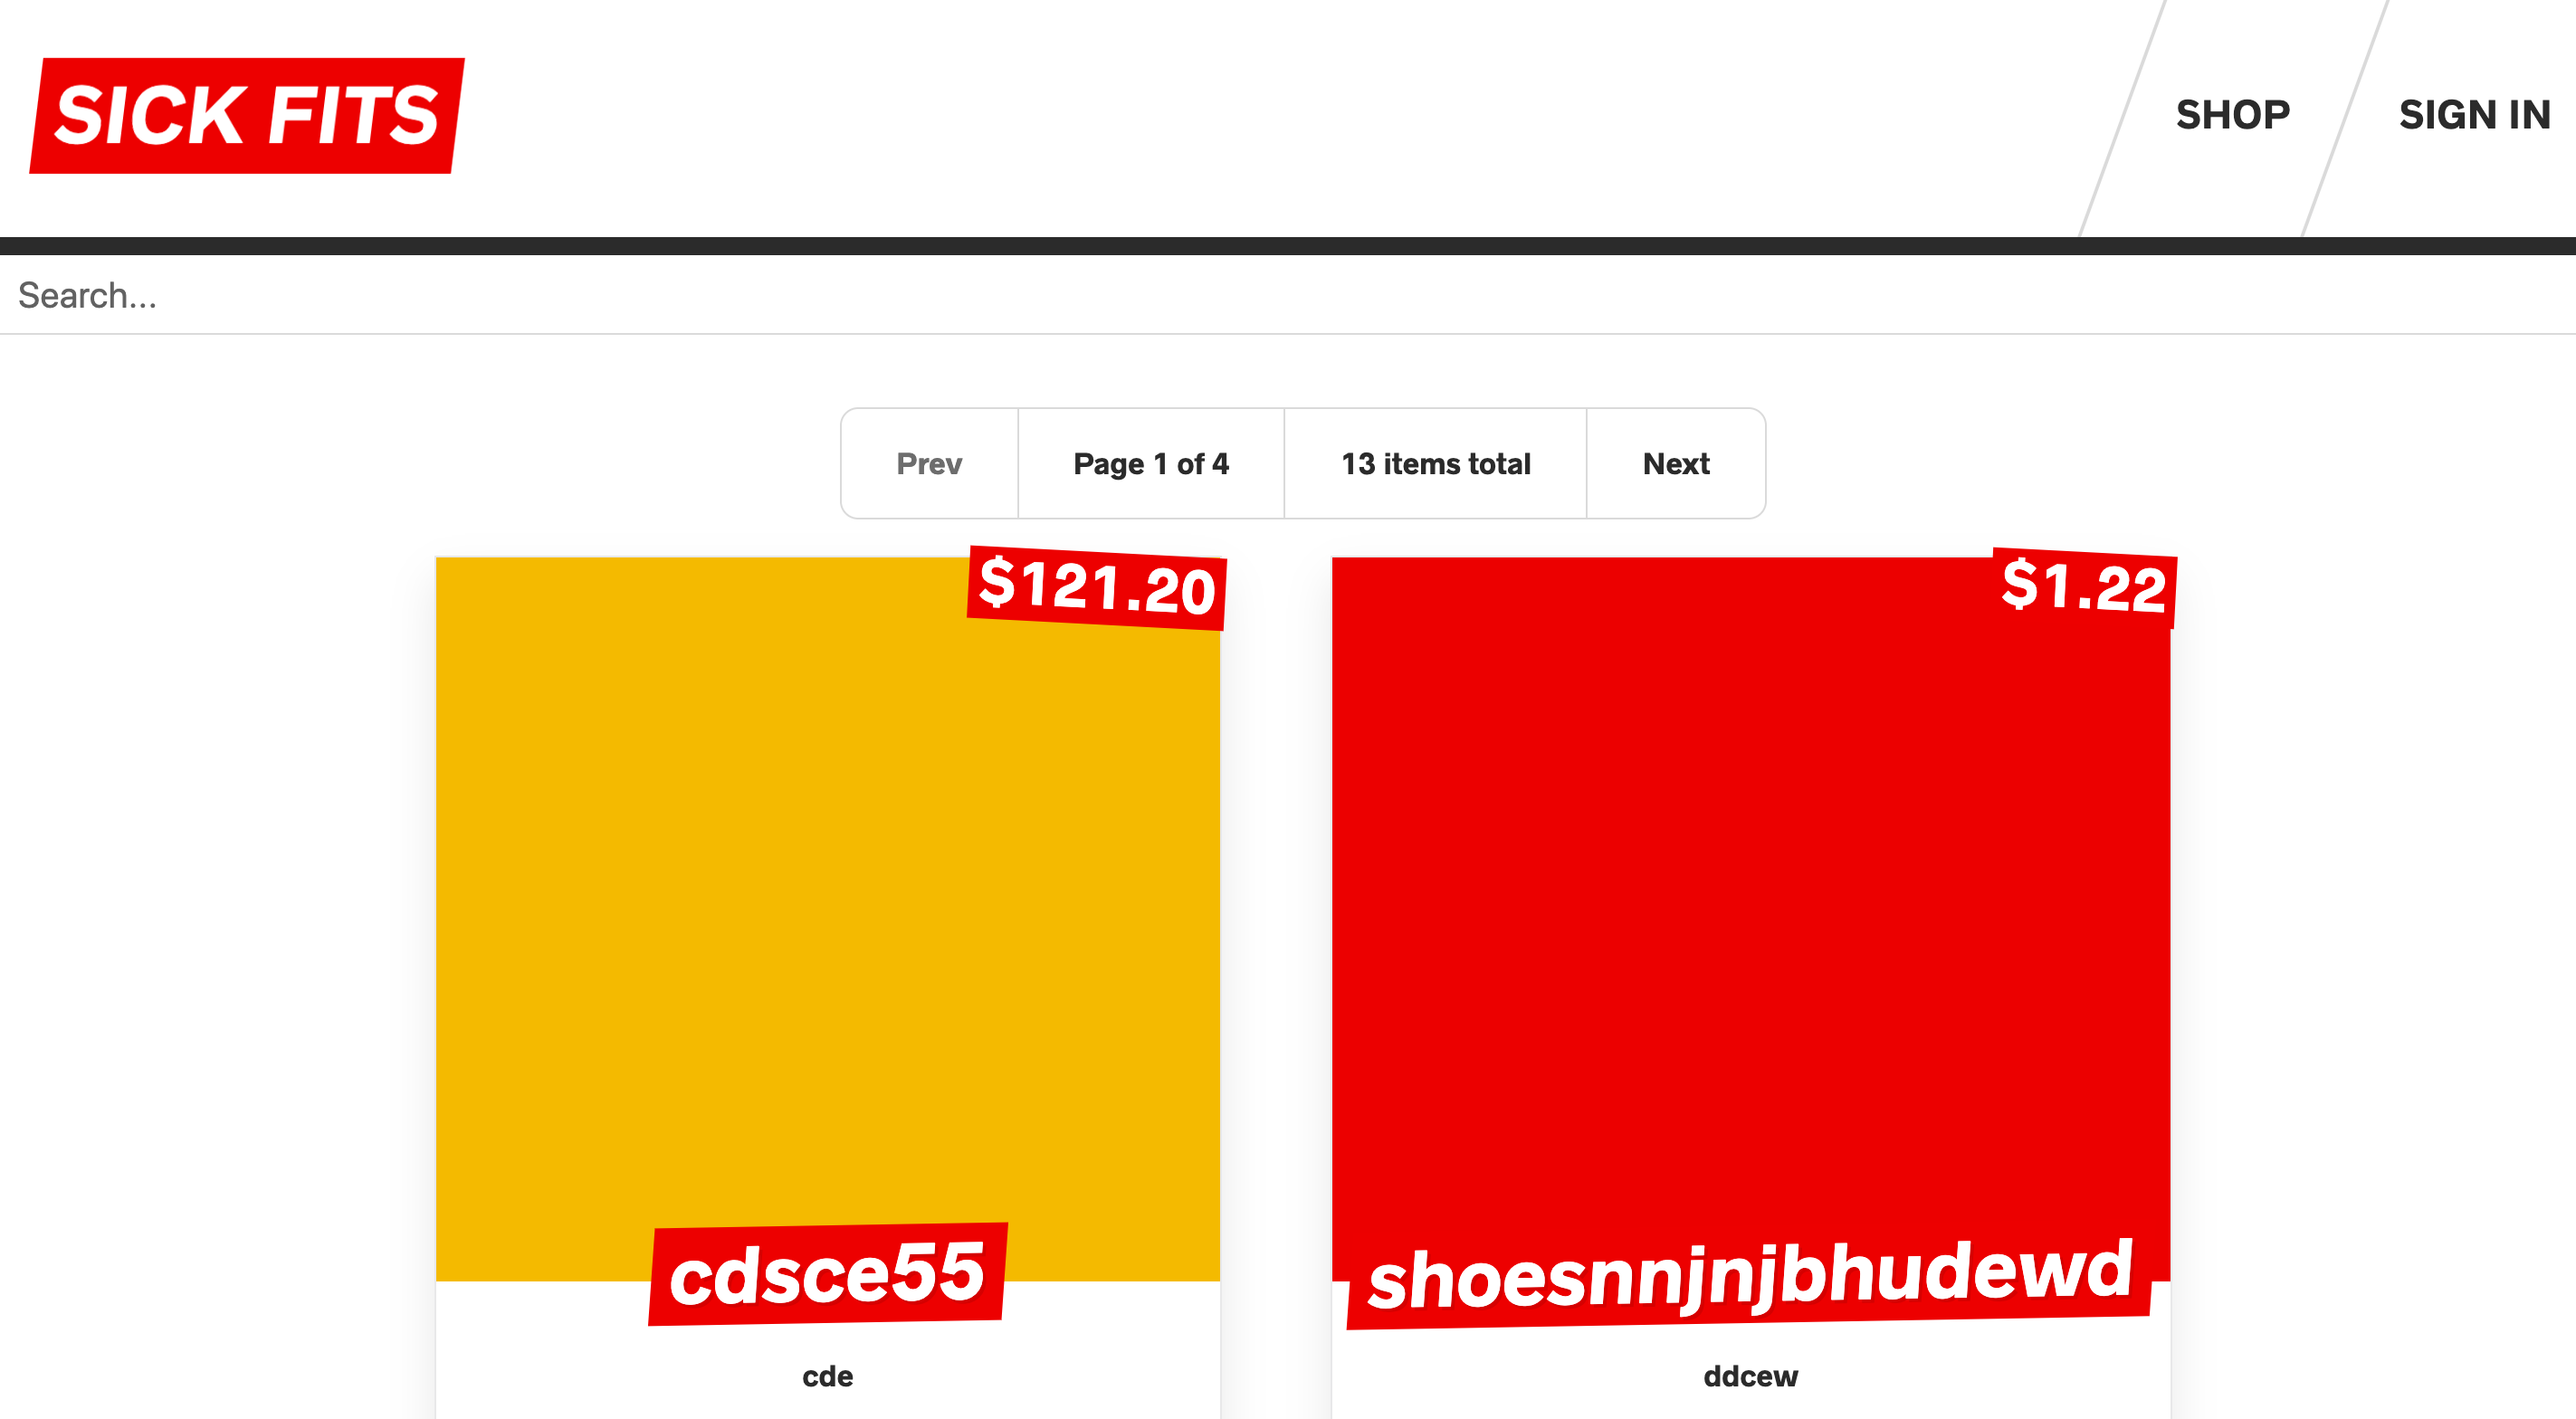 SICK FITS
SHOP
SIGN IN
Search...
Prev
Page 1 of 4
13 items total
Next
$121.20
$1.22
cdsce55
shoesnnjnjbhudewd
cde
ddcew